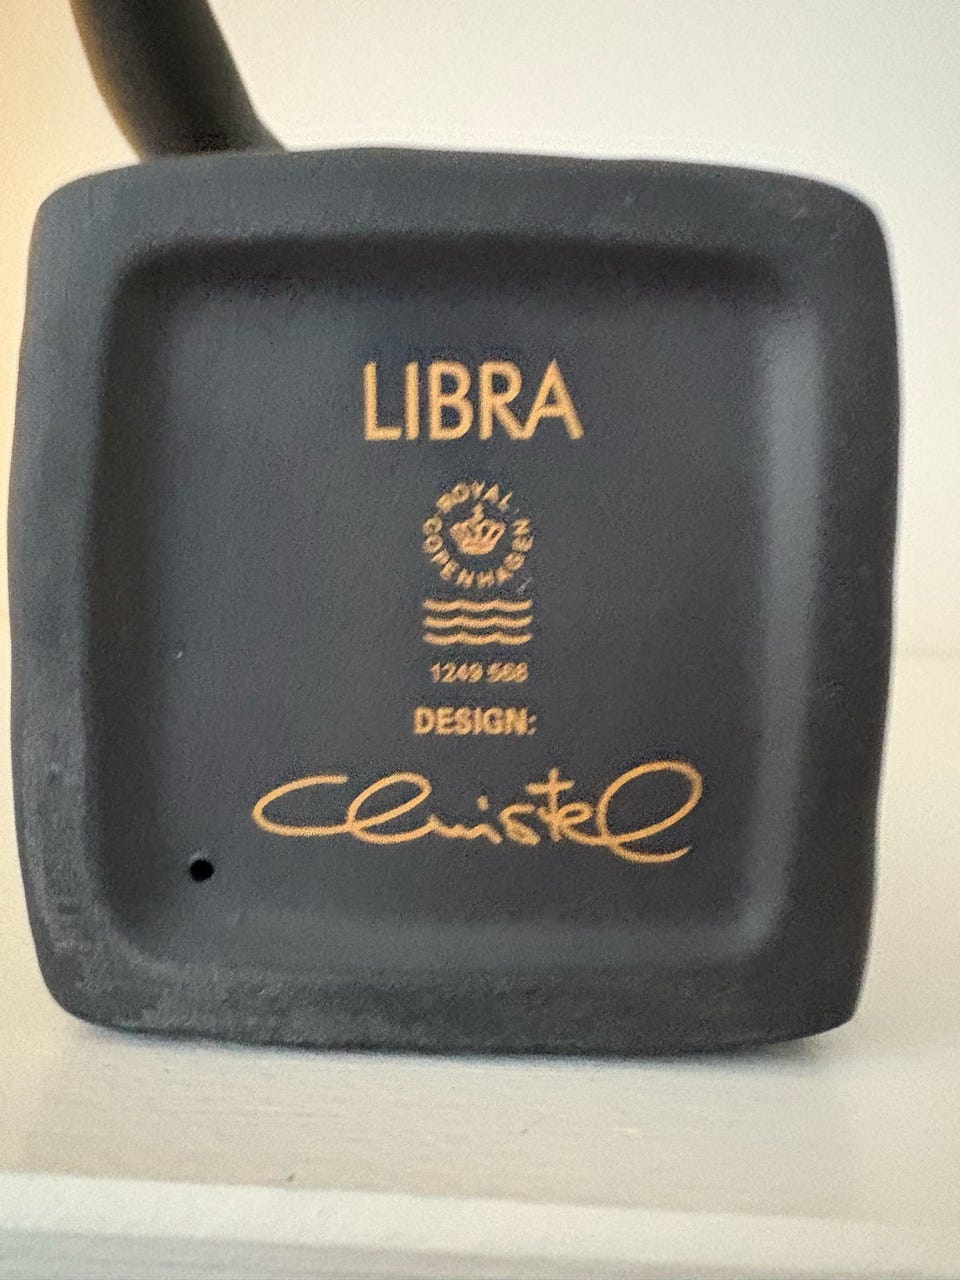 LIBRA
ROYAL COPENHAGEN
1249 568
DESIGN:
Christel